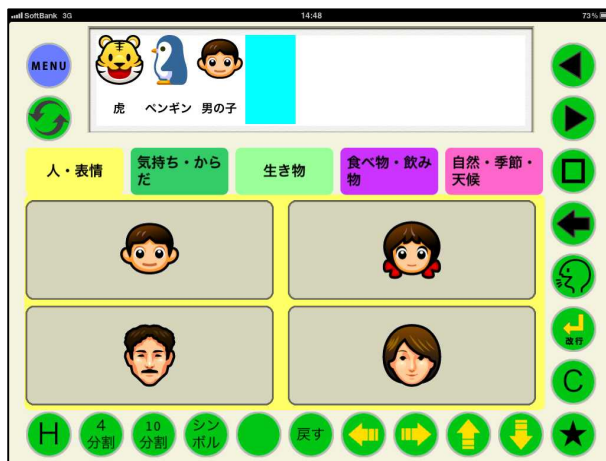 SoftBank 3G 14:48 73%
MENU
虎 ペンギン 男の子
人・表情
気持ち・から
だ
生き物
食べ物・飲み
物
自然・季節・
天候
改行
C
H
4
分割
10
分割
シン
ボル
戻す